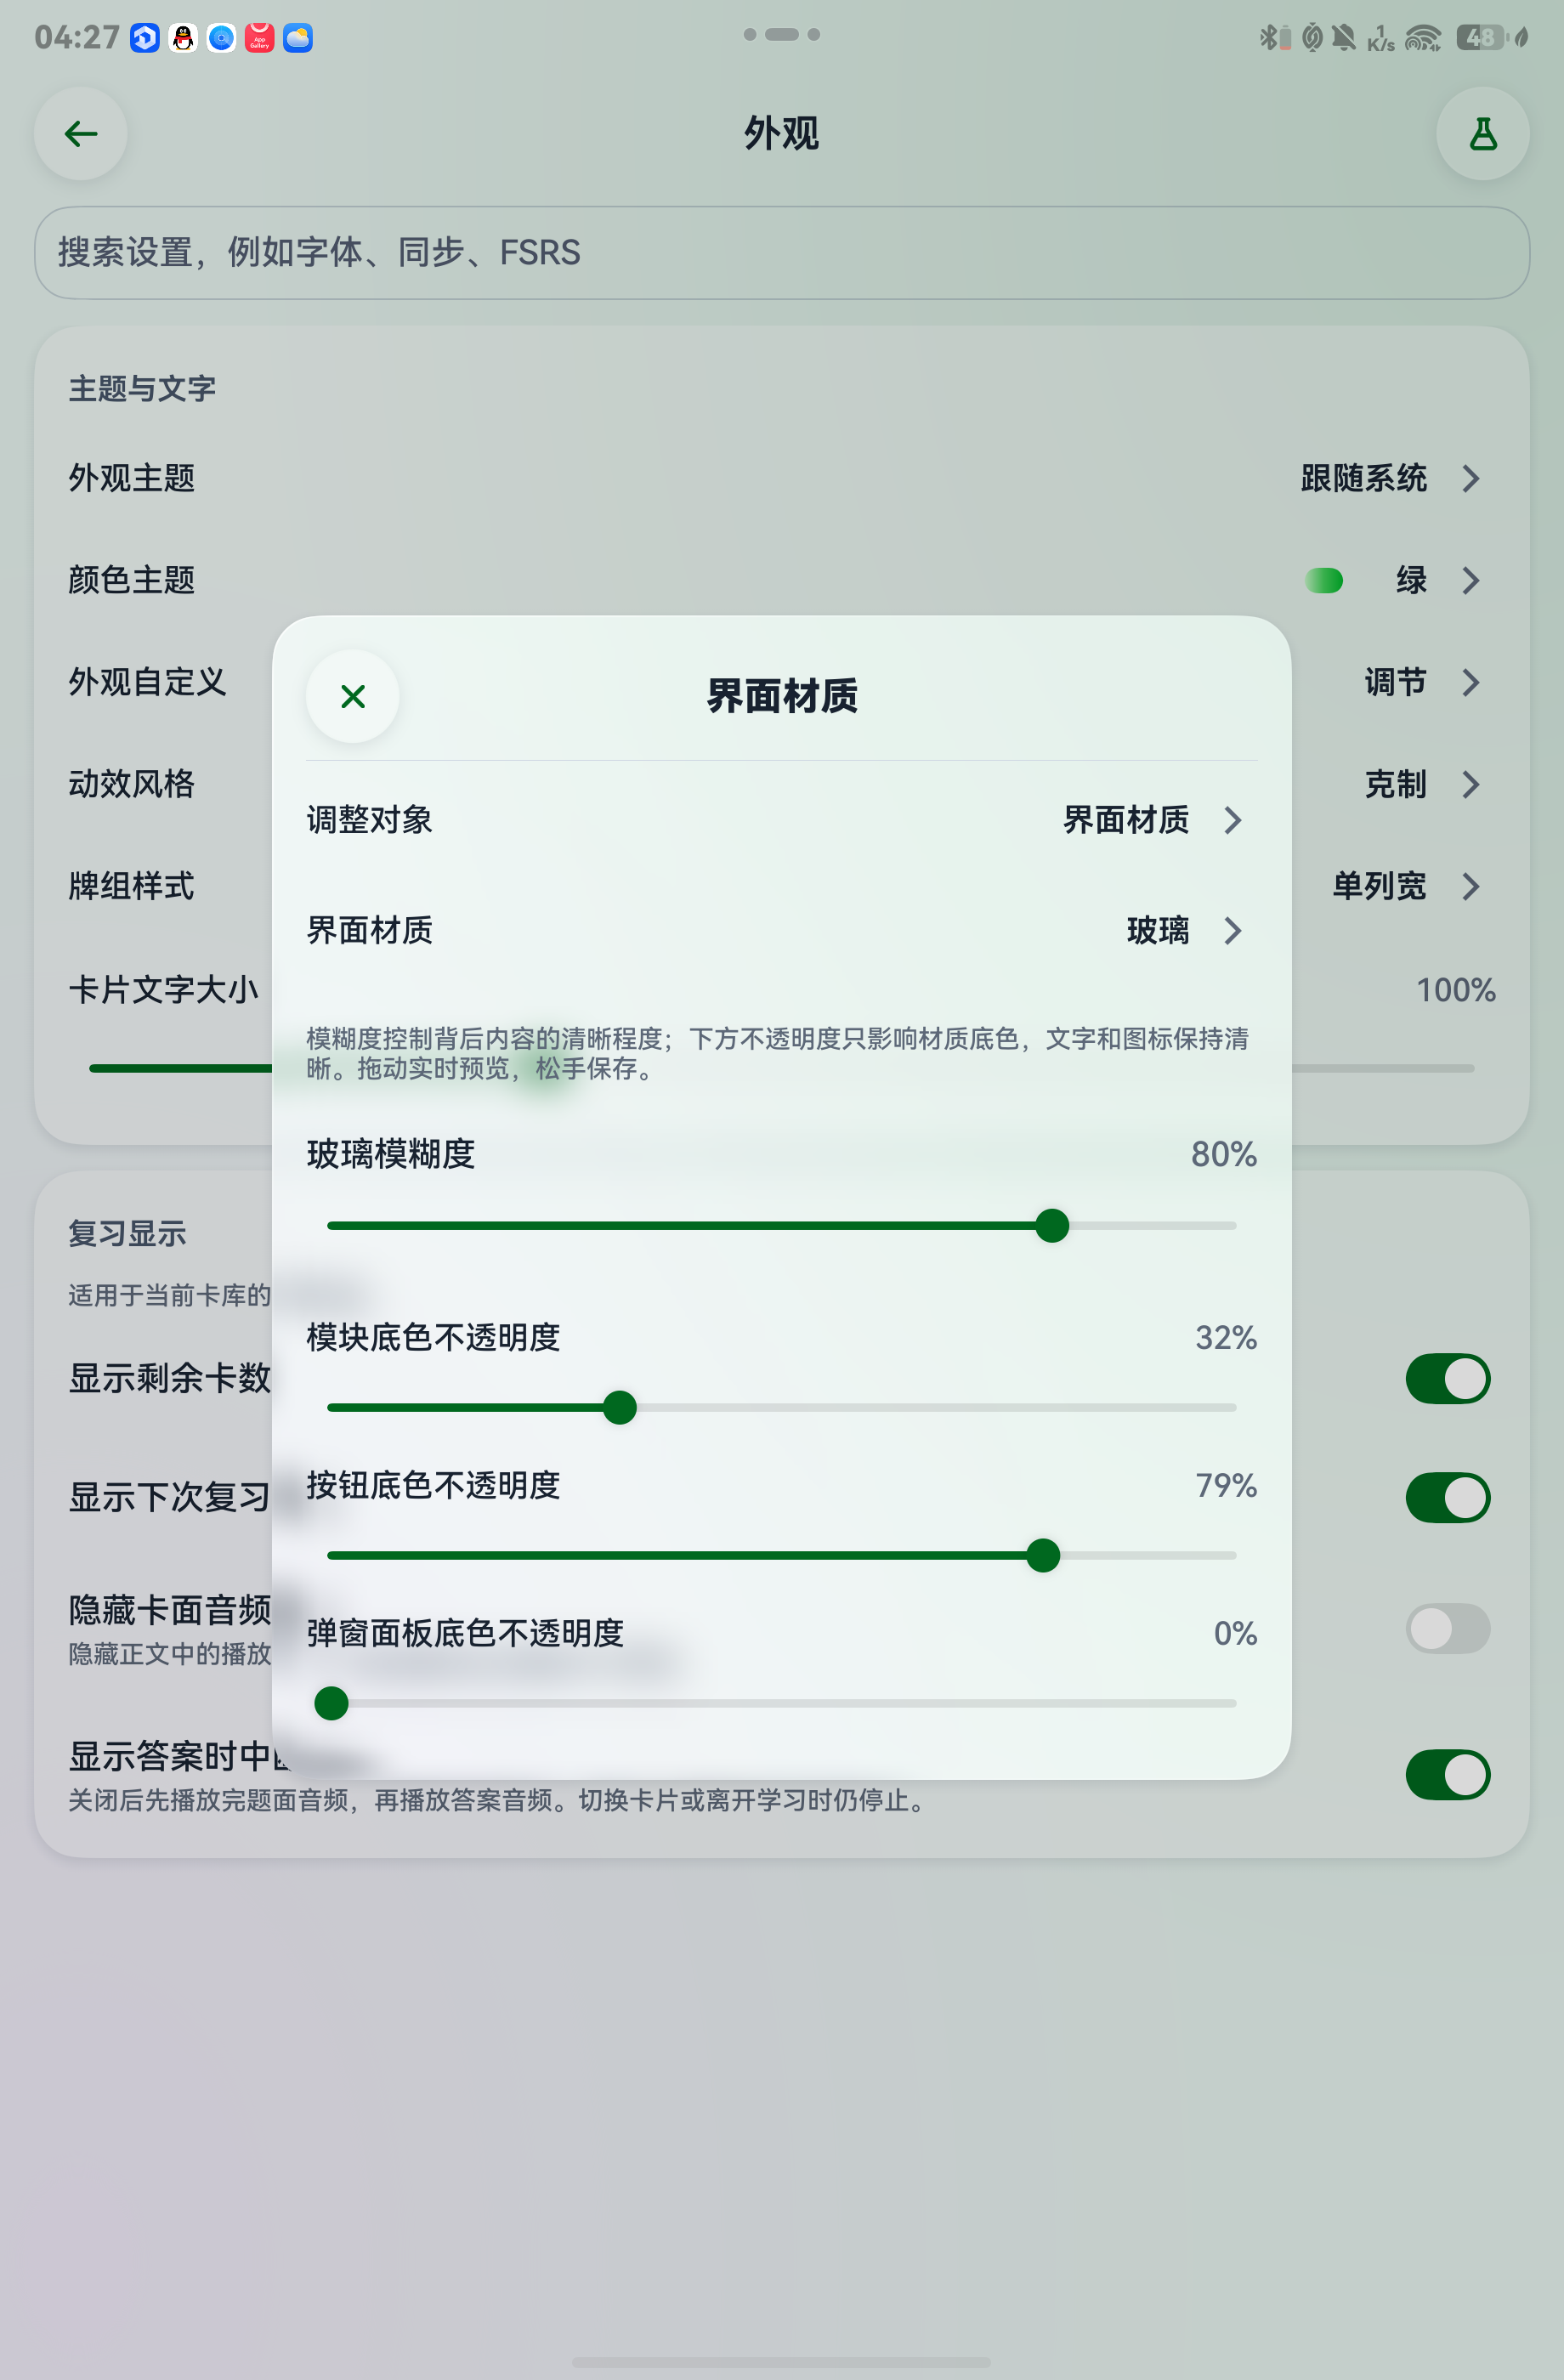 04:27
1
K/s
48
外观
搜索设置，例如字体、同步、FSRS
主题与文字
外观主题
跟随系统
颜色主题
绿
外观自定义
调节
动效风格
克制
牌组样式
单列宽
卡片文字大小
100%
界面材质
调整对象
界面材质
界面材质
玻璃
模糊度控制背后内容的清晰程度；下方不透明度只影响材质底色，文字和图标保持清
晰。拖动实时预览，松手保存。
玻璃模糊度
80%
模块底色不透明度
32%
按钮底色不透明度
79%
弹窗面板底色不透明度
0%
复习显示
适用于当前卡库的
显示剩余卡数
显示下次复习
隐藏卡面音频
隐藏正文中的播放
显示答案时中
关闭后先播放完题面音频，再播放答案音频。切换卡片或离开学习时仍停止。